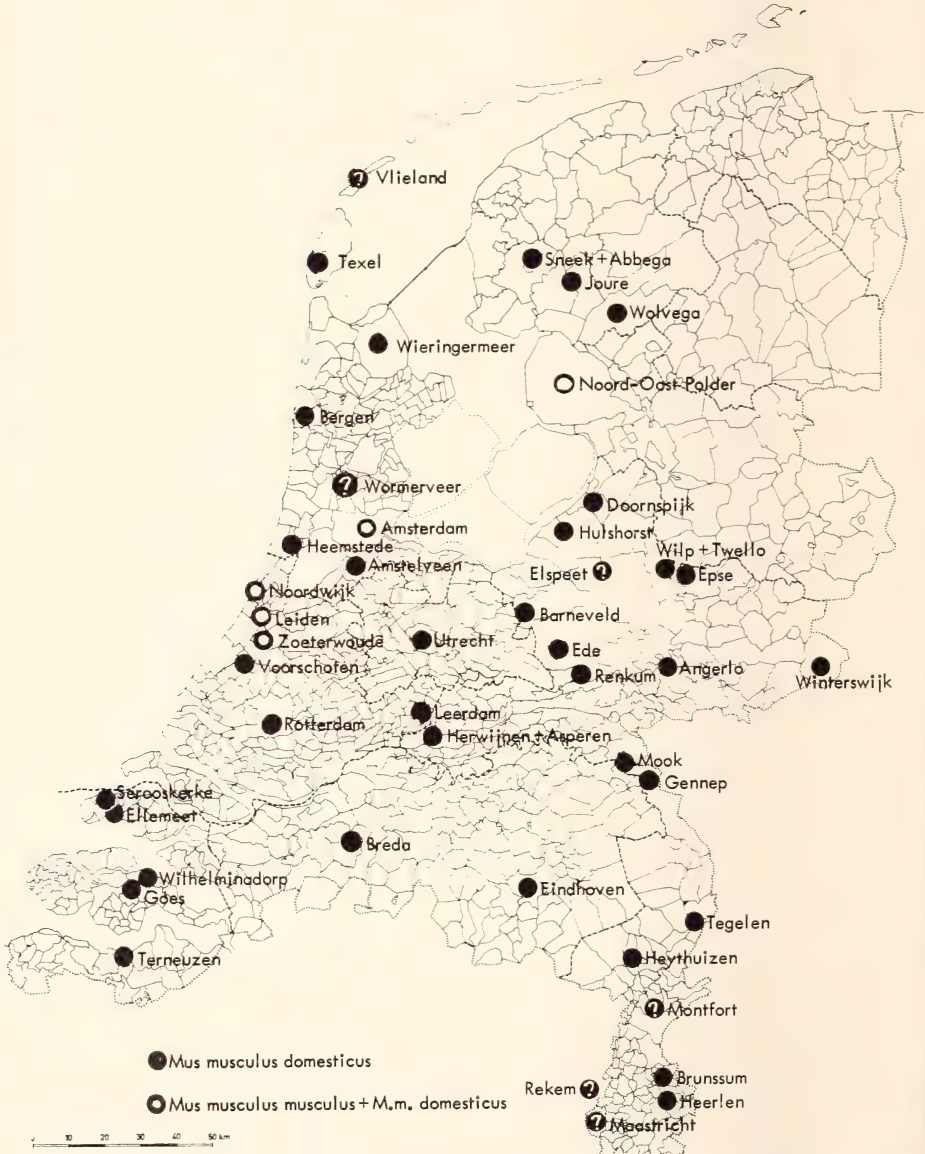 ? Vlieland
Texel
Sneek + Abbega
Joure
Wolvega
Wieringermeer
Noord-Oost-Polder
Bergen
? Wormerveer
Doornspijk
Amsterdam
Hulshorst
Heemstede
Wilp + Twello
Amstelveen
Elspeet ?
Epse
Noordwijk
Barneveld
Leiden
Zoeterwoude
Utrecht
Ede
Voorschoten
Renkum
Angerlo
Winterswijk
Leerdam
Rotterdam
Herwijnen + Asperen
Mook
Gennep
Serooskerke
Ellemeet
Breda
Wilhelminadorp
Goes
Eindhoven
Tegelen
Terneuzen
Heythuizen
? Montfort
Mus musculus domesticus
Brunssum
Rekem ?
Mus musculus musculus + M.m. domesticus
Heerlen
? Maastricht
10 20 30 40 50 km